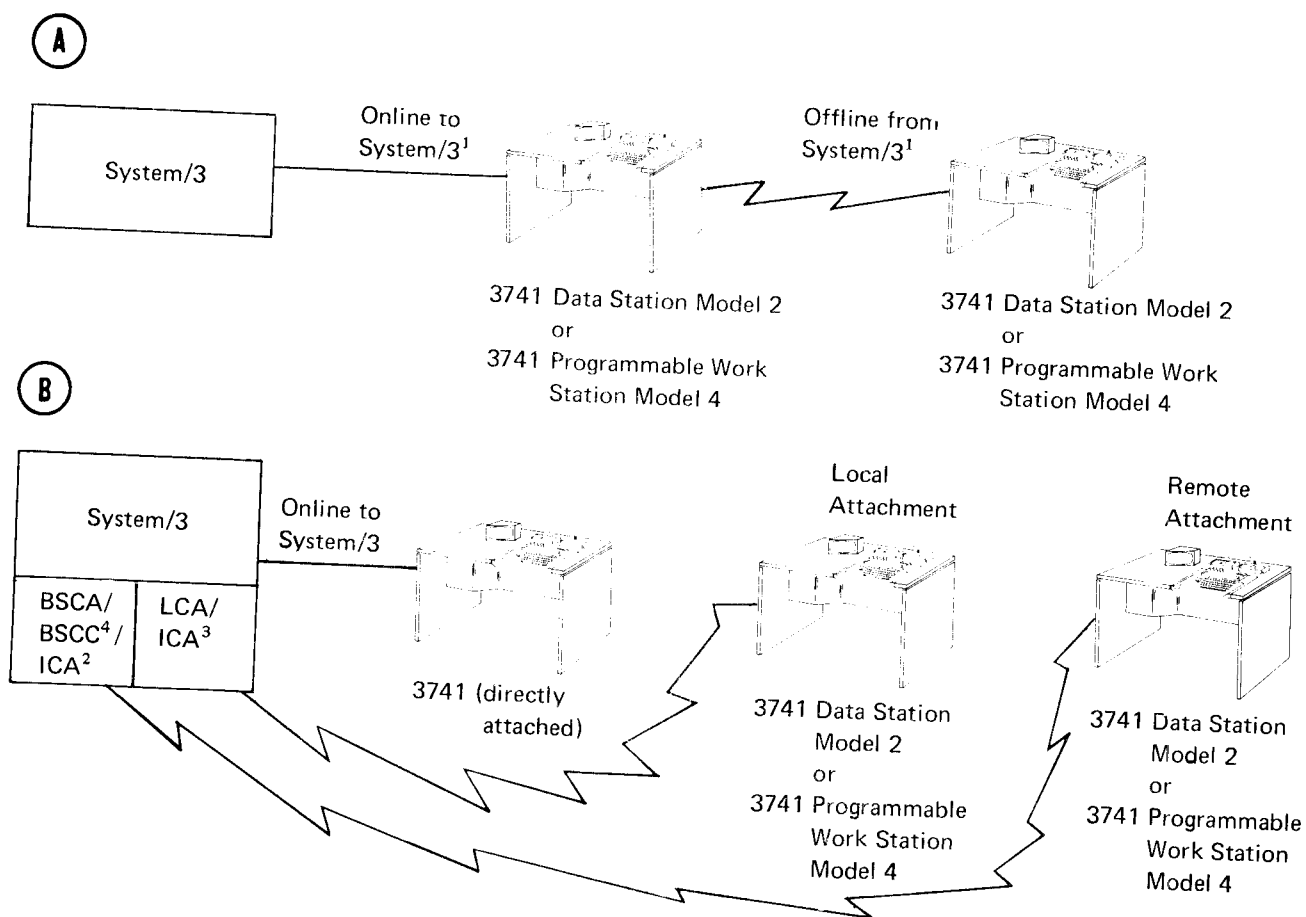 A
System/3
Online to
System/3¹
Offline from
System/3¹
3741 Data Station Model 2
or
3741 Programmable Work
Station Model 4
3741 Data Station Model 2
or
3741 Programmable Work
Station Model 4
B
System/3
BSCA/
BSCC⁴/
ICA²
LCA/
ICA³
Online to
System/3
3741 (directly
attached)
Local
Attachment
3741 Data Station
Model 2
or
3741 Programmable
Work Station
Model 4
Remote
Attachment
3741 Data Station
Model 2
or
3741 Programmable
Work Station
Model 4